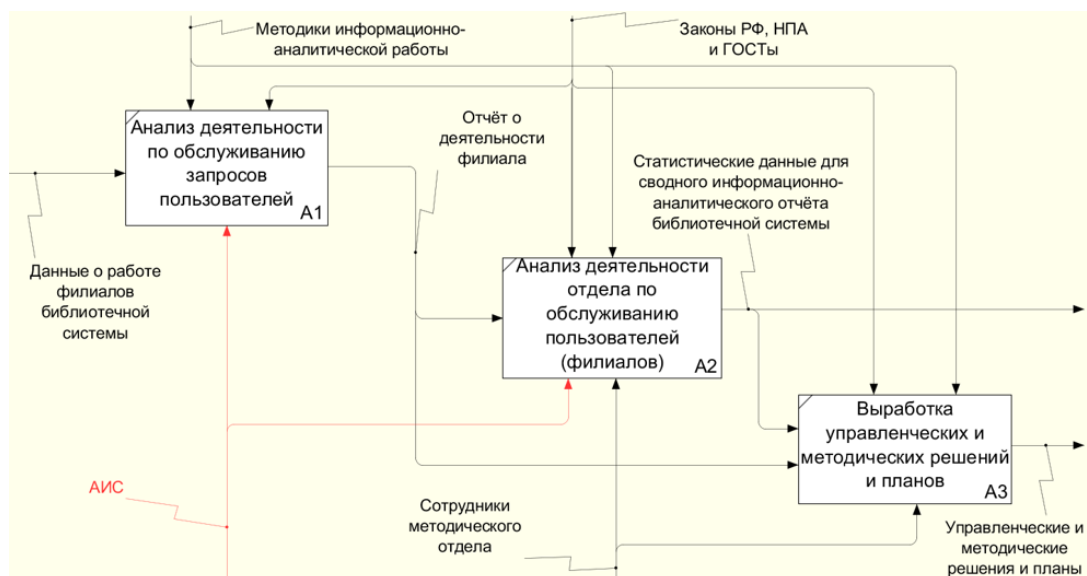 Методики информационно-
аналитической работы
Законы РФ, НПА
и ГОСТы
Анализ деятельности
по обслуживанию
запросов
пользователей
A1
Отчёт о
деятельности
филиала
Статистические данные для
сводного информационно-
аналитического отчёта
библиотечной системы
Данные о работе
филиалов
библиотечной
системы
Анализ деятельности
отдела по
обслуживанию
пользователей
(филиалов)
A2
Выработка
управленческих и
методических решений
и планов
A3
АИС
Сотрудники
методического
отдела
Управленческие и
методические
решения и планы